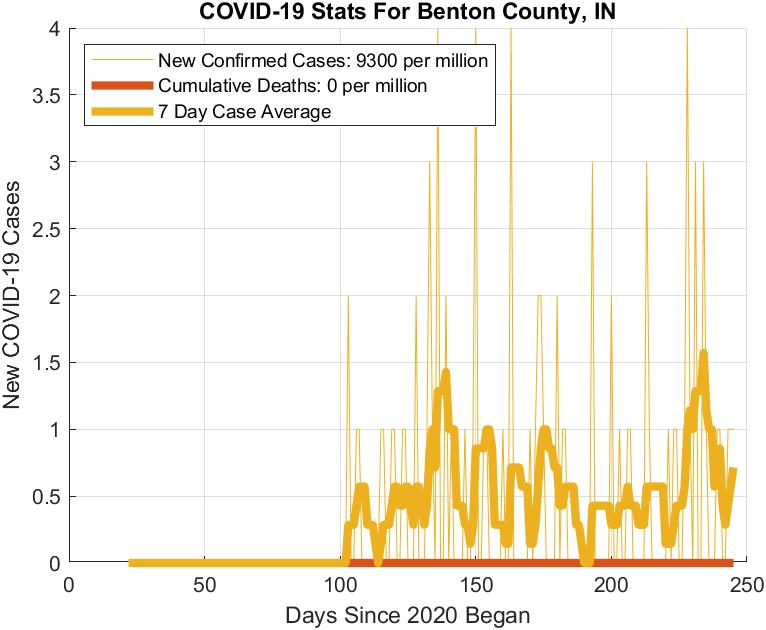 COVID-19 Stats For Benton County, IN
New Confirmed Cases: 9300 per million
Cumulative Deaths: 0 per million
7 Day Case Average
New COVID-19 Cases
4
3.5
3
2.5
2
1.5
1
0.5
0
0 50 100 150 200 250
Days Since 2020 Began